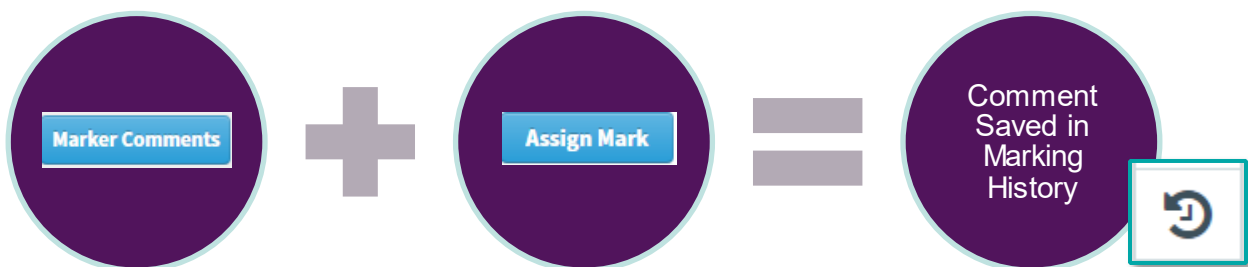 Marker Comments
Assign Mark
Comment
Saved in
Marking
History